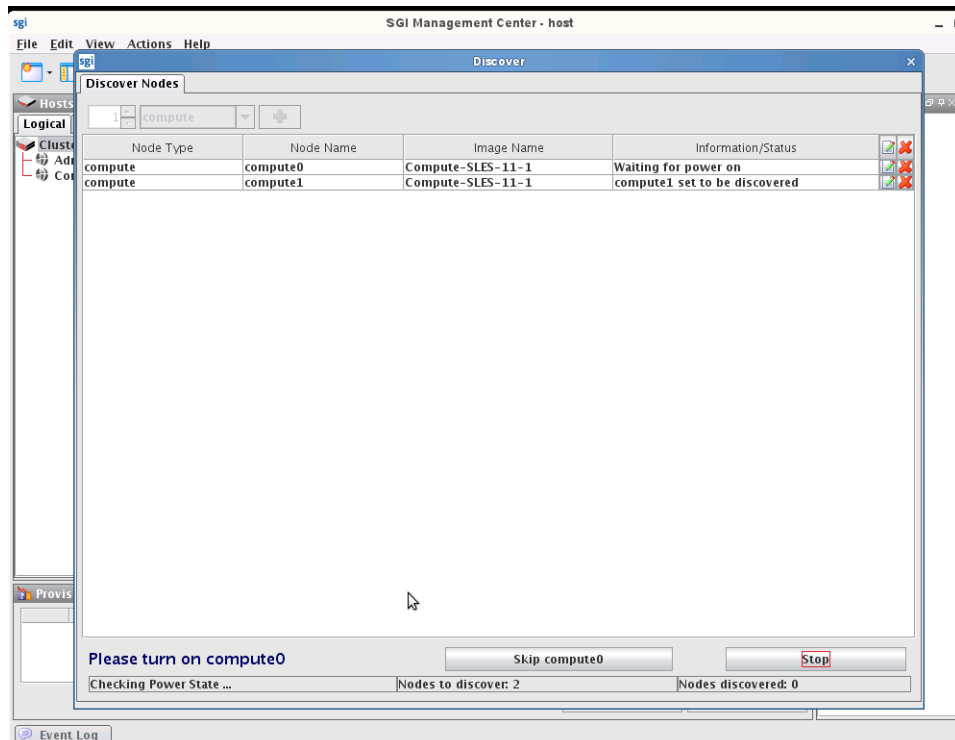 sgi SGI Management Center - host
File Edit View Actions Help
sgi Discover
Discover Nodes
Hosts
1 compute
Logical
Node Type Node Name Image Name Information/Status
compute compute0 Compute-SLES-11-1 Waiting for power on
compute compute1 Compute-SLES-11-1 compute1 set to be discovered
Provis
Please turn on compute0 Skip compute0 Stop
Checking Power State ... Nodes to discover: 2 Nodes discovered: 0
Event Log